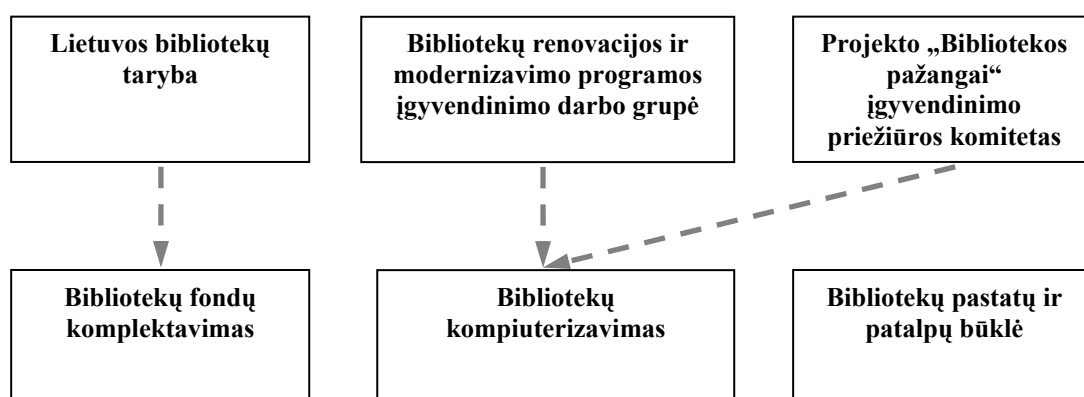 Lietuvos bibliotekų
taryba
Bibliotekų renovacijos ir
modernizavimo programos
įgyvendinimo darbo grupė
Projekto „Bibliotekos
pažangai“
įgyvendinimo
priežiūros komitetas
Bibliotekų fondų
komplektavimas
Bibliotekų
kompiuterizavimas
Bibliotekų pastatų ir
patalpų būklė